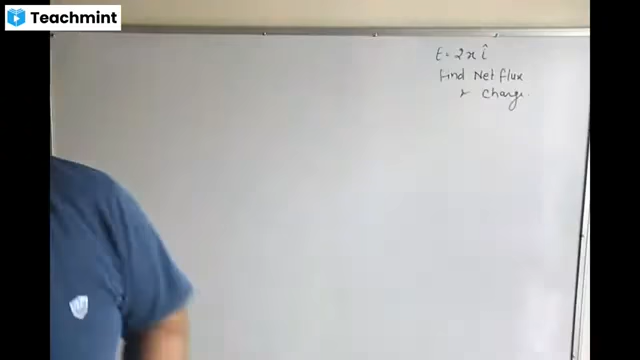 Teachmint
E = 2x î
Find Net flux
& charge.